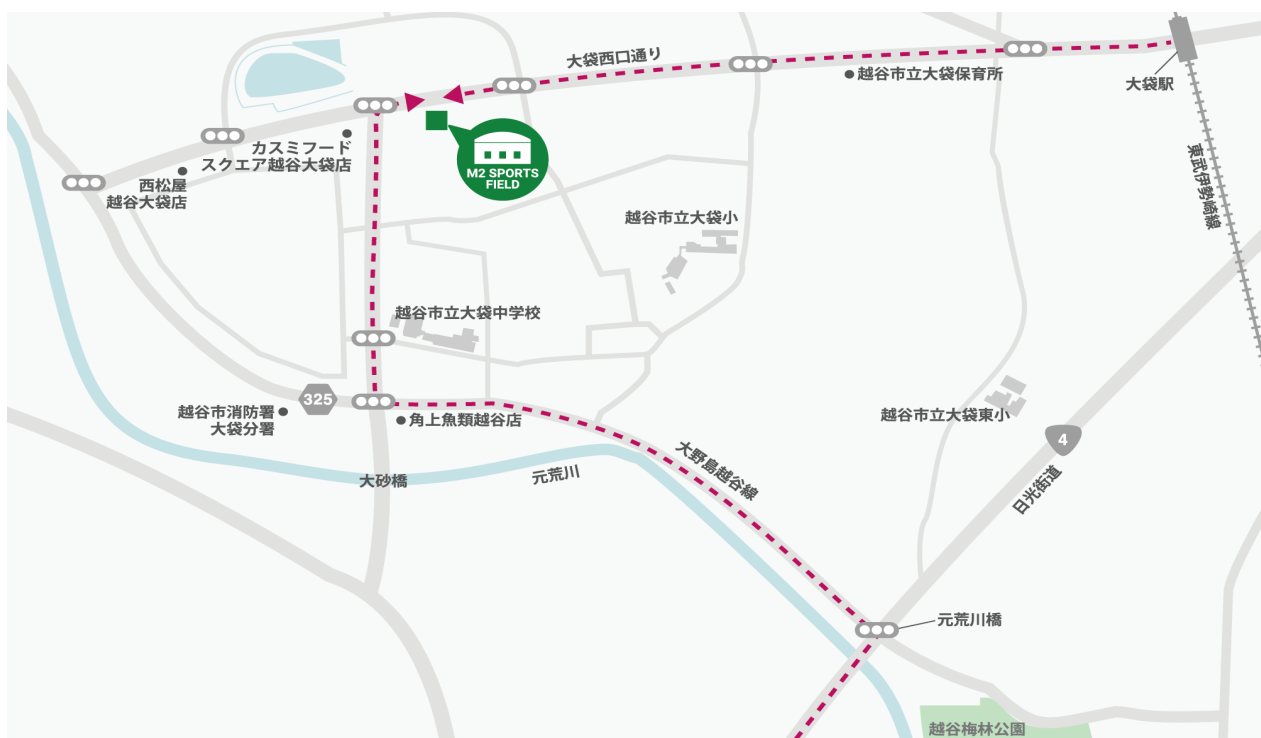 大袋西口通り
越谷市立大袋保育所
大袋駅
東武伊勢崎線
カスミフード
スクエア越谷大袋店
西松屋
越谷大袋店
M2 SPORTS
FIELD
越谷市立大袋小
越谷市立大袋中学校
325
越谷市消防署
大袋分署
角上魚類越谷店
越谷市立大袋東小
4
日光街道
大野島越谷線
大砂橋
元荒川
元荒川橋
越谷梅林公園